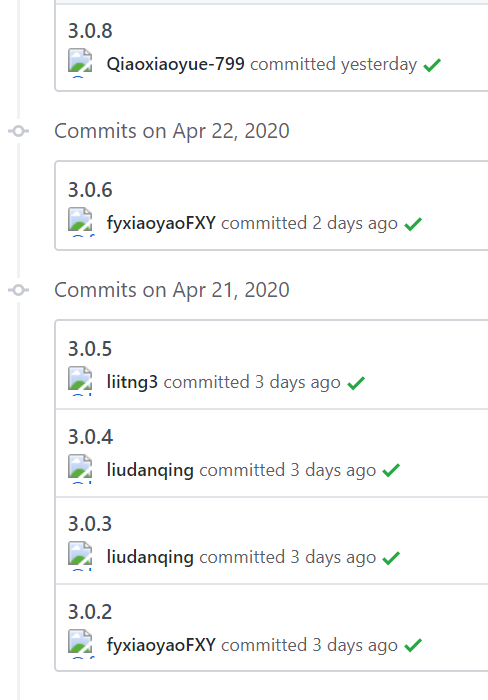 3.0.8
Qiaoxiaoyue-799 committed yesterday
Commits on Apr 22, 2020
3.0.6
fyxiaoyaoFXY committed 2 days ago
Commits on Apr 21, 2020
3.0.5
liitng3 committed 3 days ago
3.0.4
liudanqing committed 3 days ago
3.0.3
liudanqing committed 3 days ago
3.0.2
fyxiaoyaoFXY committed 3 days ago